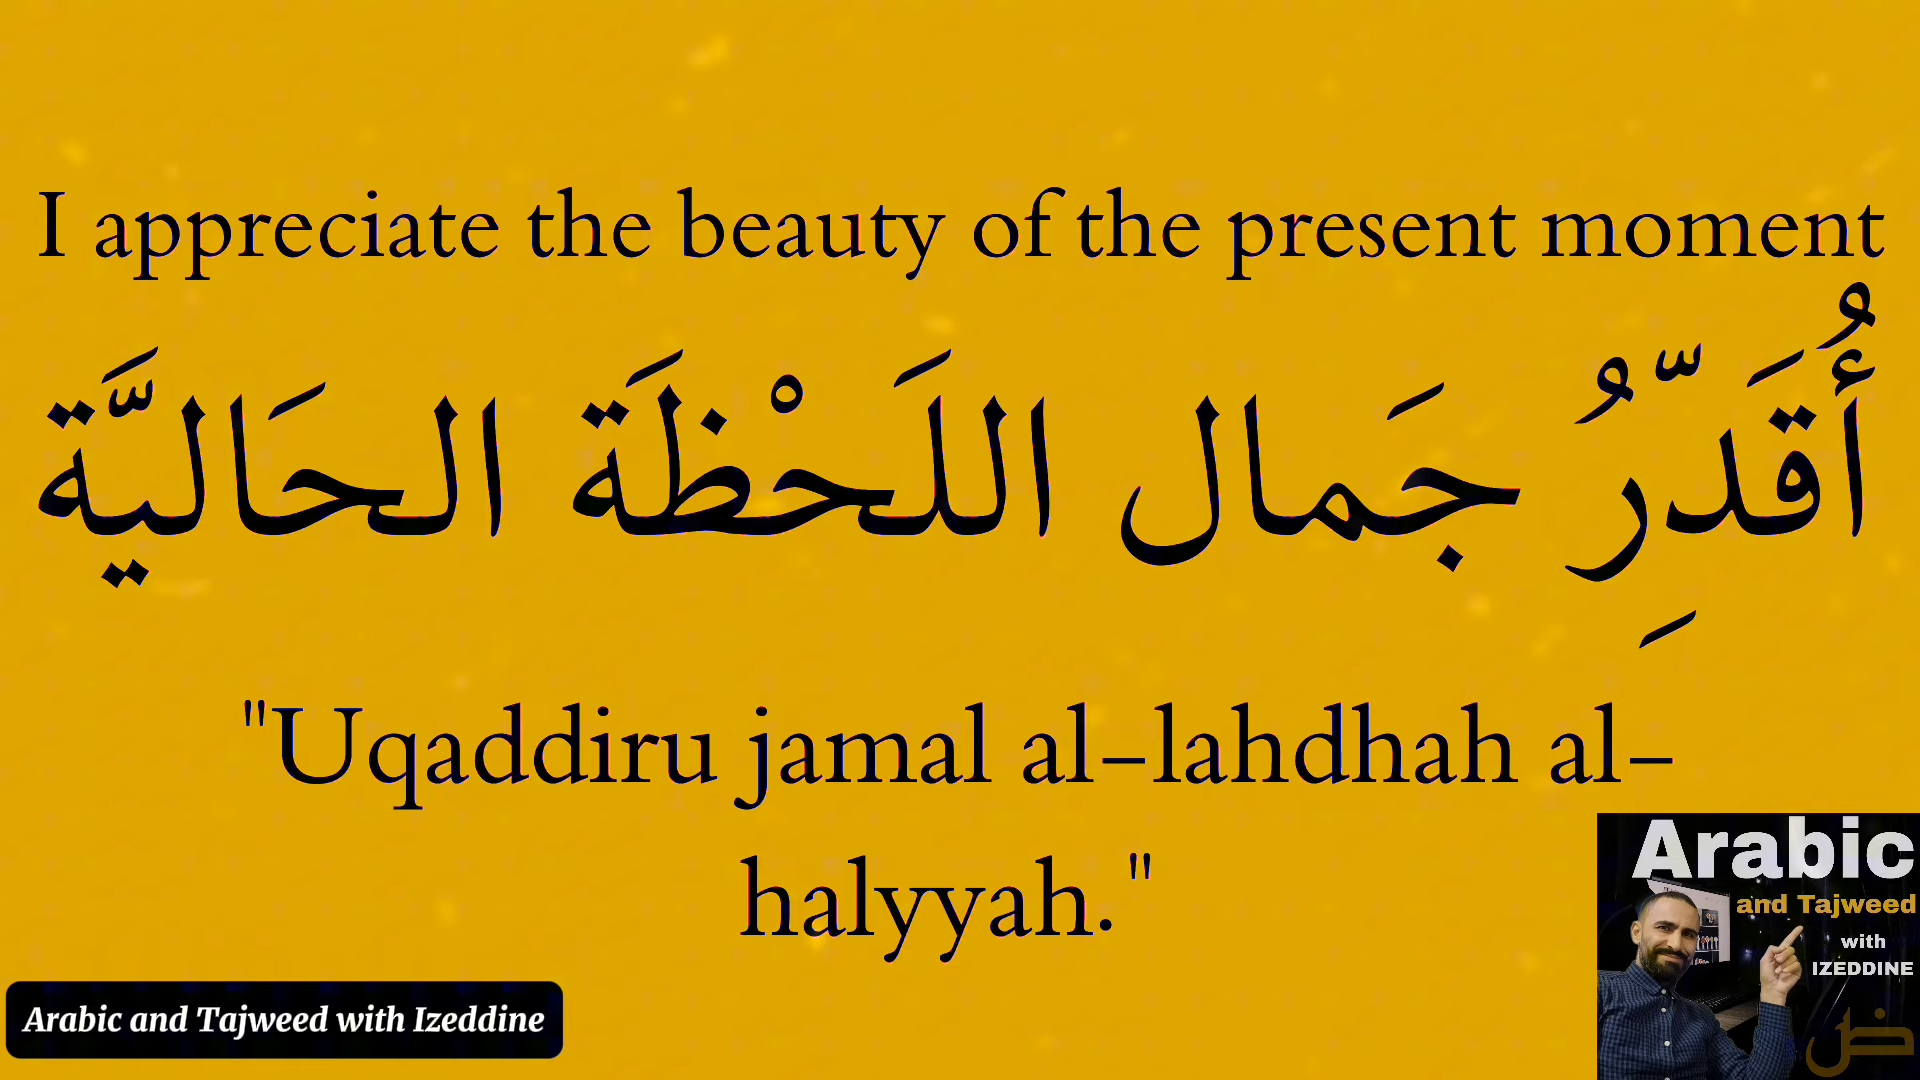 I appreciate the beauty of the present moment
أُقَدِّرُ جَمال اللَحْظَة الحَاليَّة
"Uqaddiru jamal al-lahdhah al-
halyyah."
Arabic
and Tajweed
with
IZEDDINE
ض
Arabic and Tajweed with Izeddine